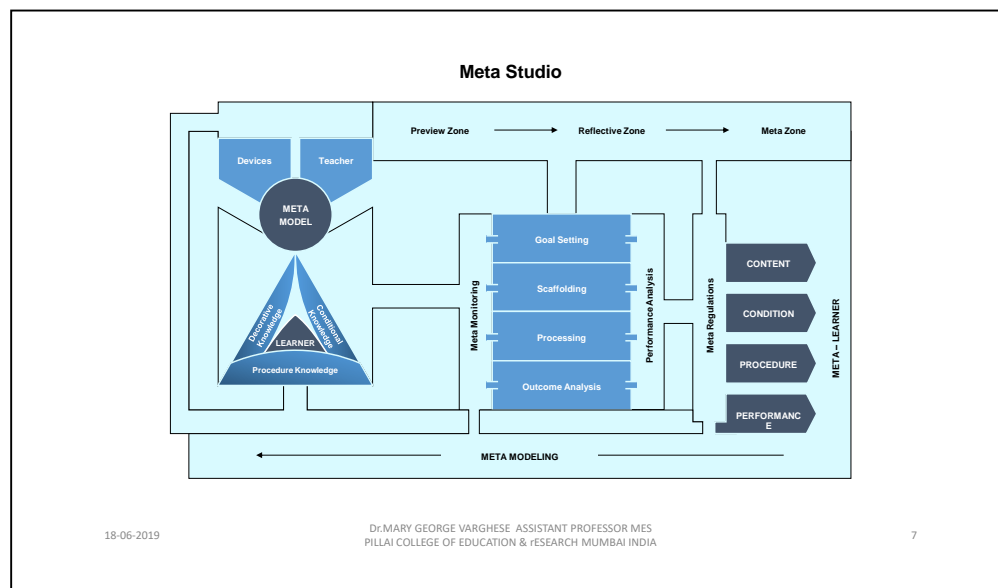 Meta Studio
Preview Zone
Reflective Zone
Meta Zone
Devices
Teacher
META
MODEL
Decorative
Knowledge
Conditional
Knowledge
LEARNER
Procedure Knowledge
Meta Monitoring
Goal Setting
Scaffolding
Processing
Outcome Analysis
Performance Analysis
Meta Regulations
CONTENT
CONDITION
PROCEDURE
PERFORMANC
E
META – LEARNER
META MODELING
18-06-2019
Dr.MARY GEORGE VARGHESE ASSISTANT PROFESSOR MES
PILLAI COLLEGE OF EDUCATION & rESEARCH MUMBAI INDIA
7